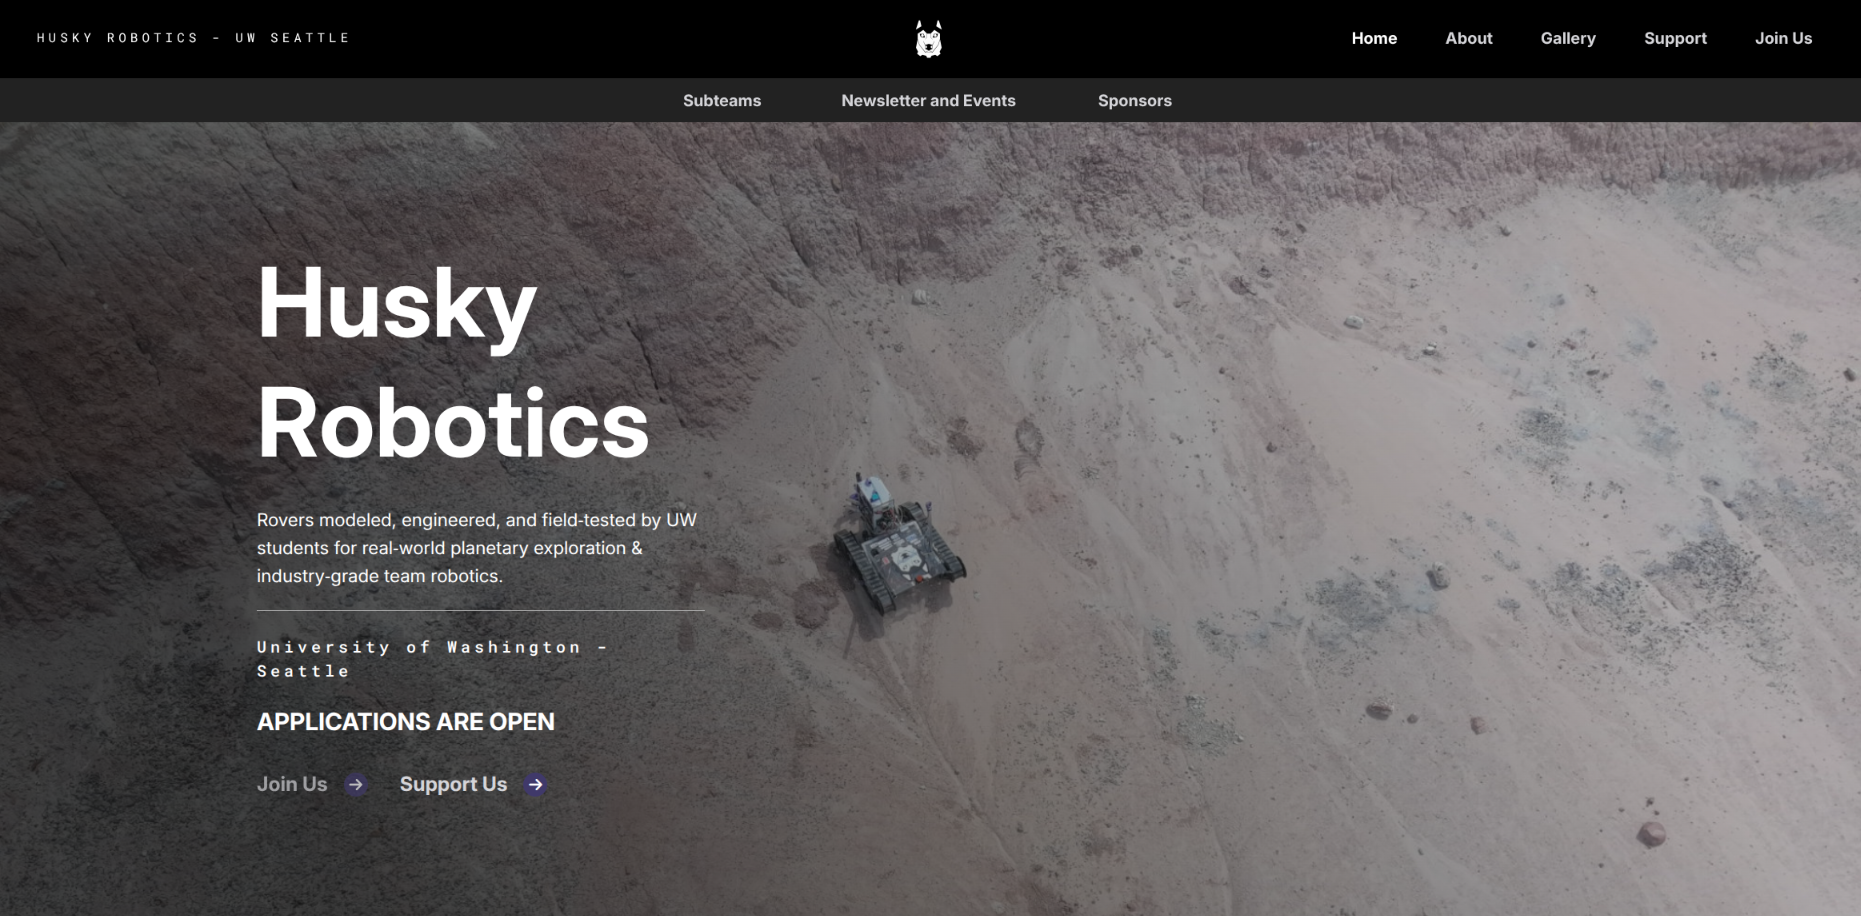 HUSKY ROBOTICS - UW SEATTLE
Home About Gallery Support Join Us
Subteams Newsletter and Events Sponsors
Husky
Robotics
Rovers modeled, engineered, and field-tested by UW
students for real-world planetary exploration &
industry-grade team robotics.
University of Washington -
Seattle
APPLICATIONS ARE OPEN
Join Us Support Us